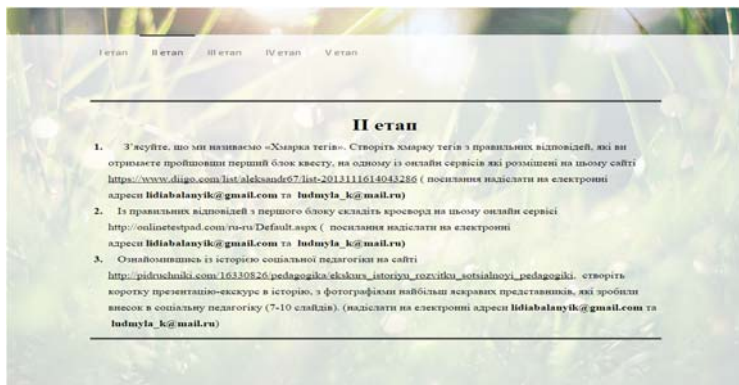 І етап ІІ етап ІІІ етап IV етап V етап
ІІ етап
1. З'ясуйте, що ми називаємо «Хмарка тегів». Створіть хмарку тегів з правильних відповідей, які ви
отримаєте пройшовши перший блок квесту, на одному із онлайн сервісів які розміщені на цьому сайті
https://www.diigo.com/list/aleksandr67/list-2013111614043286 ( посилання надіслати на електронні
адреси lidiabalanyik@gmail.com та ludmyla_k@mail.ru)
2. Із правильних відповідей з першого блоку складіть кросворд на цьому онлайн сервісі
http://onlinetestpad.com/ru-ru/Default.aspx ( посилання надіслати на електронні
адреси lidiabalanyik@gmail.com та ludmyla_k@mail.ru)
3. Ознайомившись із історією соціальної педагогіки на сайті
http://pidruchniki.com/16330826/pedagogika/ekskurs_istoriyu_rozvitku_sotsialnoyi_pedagogiki, створіть
коротку презентацію-екскурс в історію, з фотографіями найбільш яскравих представників, які зробили
внесок в соціальну педагогіку (7-10 слайдів). (надіслати на електронні адреси lidiabalanyik@gmail.com та
ludmyla_k@mail.ru)